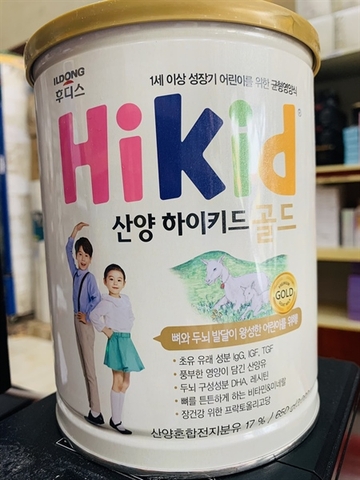 ILDONG
후디스
1세 이상 성장기 어린이를 위한 균형영양식
Hikid
산양 하이키드 골드
GOLD
뼈와 두뇌 발달이 왕성한 어린이를 위해!
• 초유 유래 성분 IgG, IGF, TGF
• 풍부한 영양이 담긴 산양유
• 두뇌 구성성분 DHA, 레시틴
• 뼈를 튼튼하게 하는 비타민&미네랄
• 장건강 위한 프락토올리고당
산양혼합전지분유 17 % / 650 g